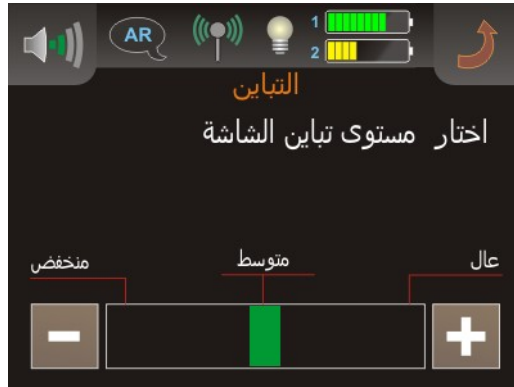 AR
1
2
التباين
اختار مستوى تباين الشاشة
عال
متوسط
منخفض